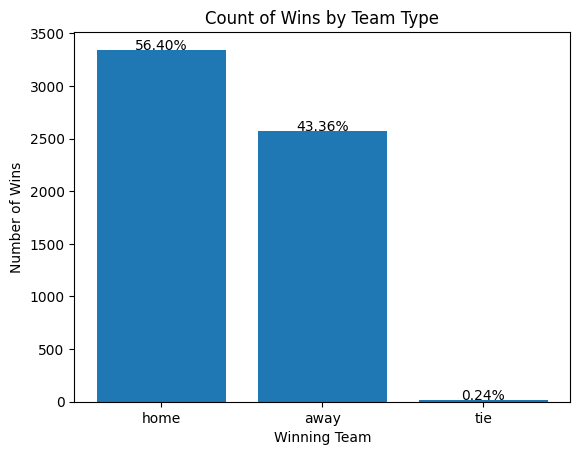 Count of Wins by Team Type
3500
3000
2500
2000
1500
1000
500
0
Number of Wins
56.40%
43.36%
0.24%
home
away
tie
Winning Team